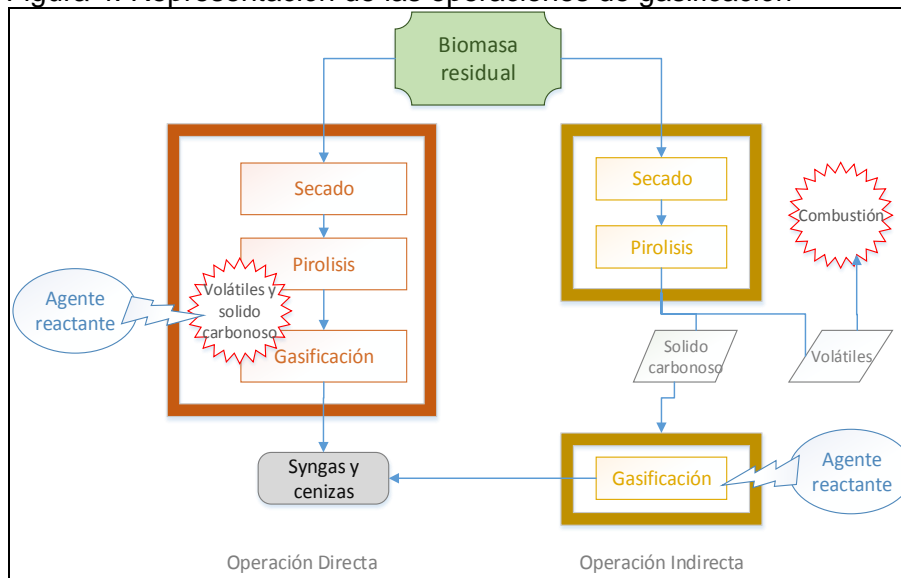 Biomasa
residual
Secado
Pirolisis
Volátiles y
solido
carbonoso
Gasificación
Agente
reactante
Syngas y
cenizas
Operación Directa
Secado
Pirolisis
Combustión
Solido
carbonoso
Volátiles
Gasificación
Agente
reactante
Operación Indirecta